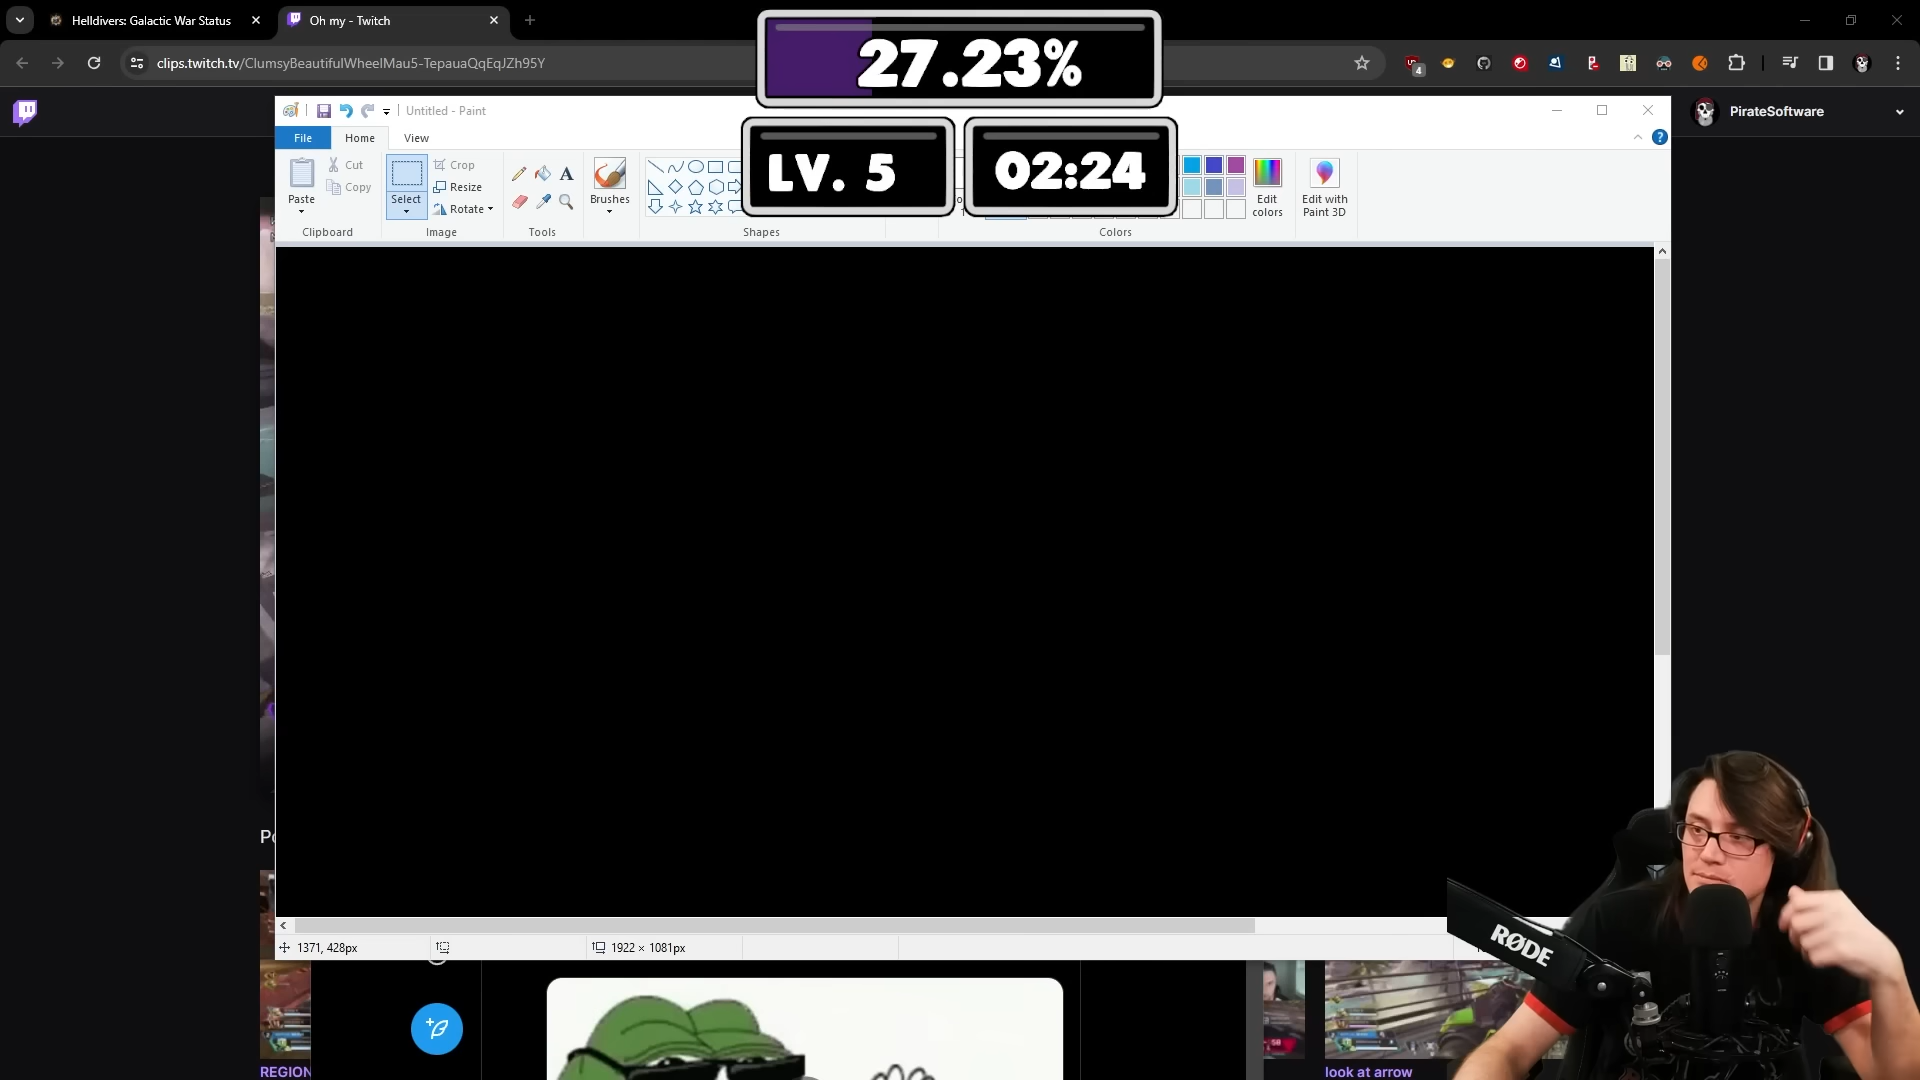 Helldivers: Galactic War Status
Oh my - Twitch
clips.twitch.tv/ClumsyBeautifulWheelMau5-TepauaQqEqJZh95Y
4
27.23%
LV. 5
02:24
PirateSoftware
Untitled - Paint
File
Home
View
Paste
Cut
Copy
Clipboard
Select
Crop
Resize
Rotate
Image
A
Tools
Brushes
Shapes
Edit
colors
Colors
Edit with
Paint 3D
1371, 428px
1922 × 1081px
RØDE
REGION
look at arrow